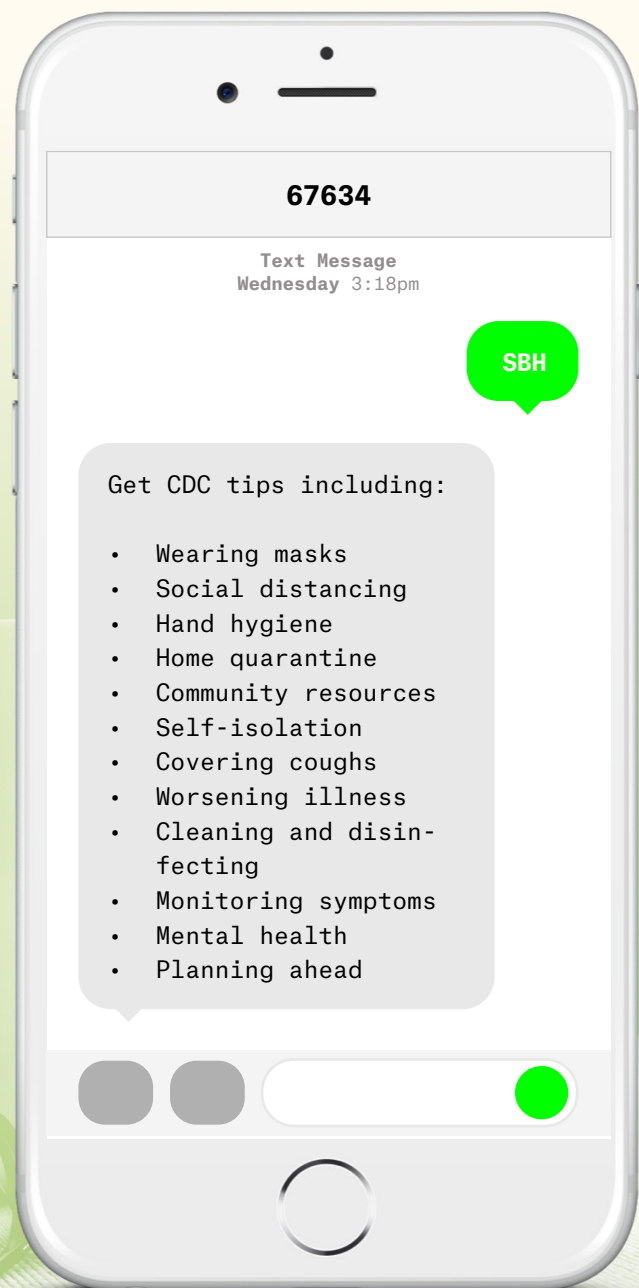 67634
Text Message
Wednesday 3:18pm
SBH
Get CDC tips including:
• Wearing masks
• Social distancing
• Hand hygiene
• Home quarantine
• Community resources
• Self-isolation
• Covering coughs
• Worsening illness
• Cleaning and disin-
fecting
• Monitoring symptoms
• Mental health
• Planning ahead